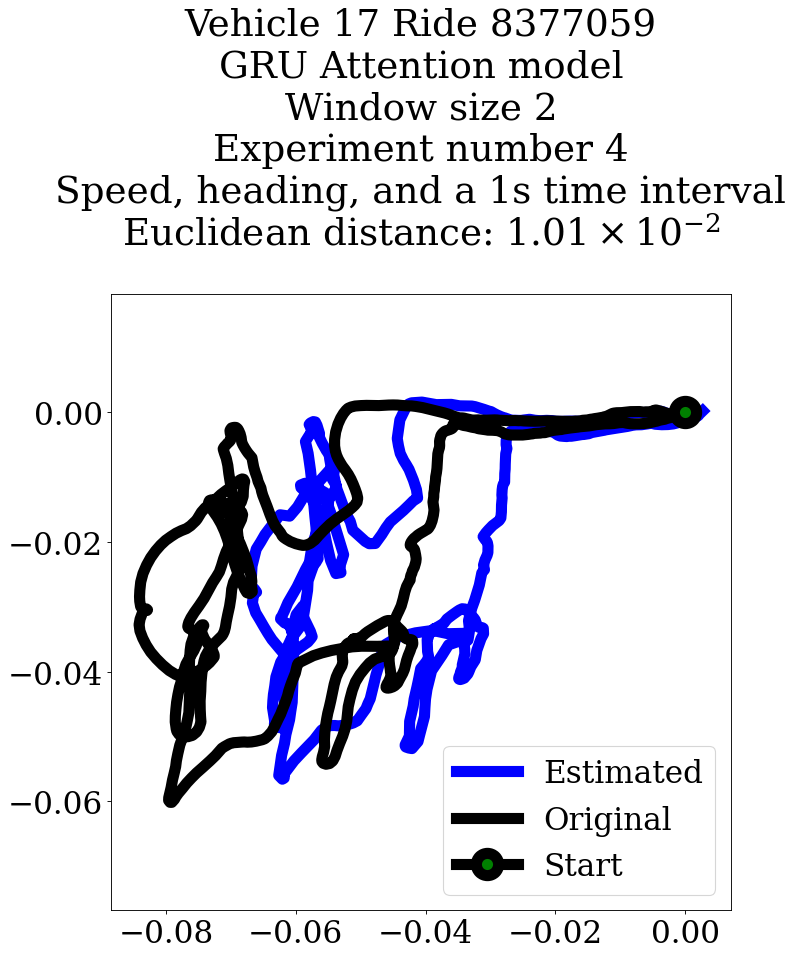 Vehicle 17 Ride 8377059
GRU Attention model
Window size 2
Experiment number 4
Speed, heading, and a 1s time interval
Euclidean distance: 1.01 × 10⁻²
0.00
−0.02
−0.04
−0.06
Estimated
Original
Start
−0.08 −0.06 −0.04 −0.02 0.00